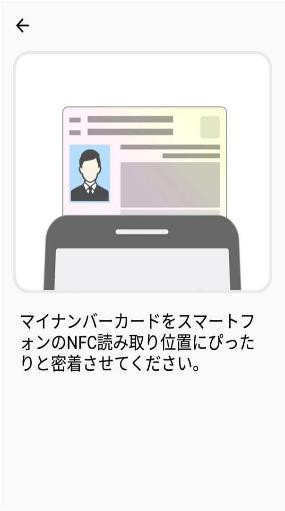 マイナンバーカードをスマートフ
ォンのNFC読み取り位置にぴった
りと密着させてください。